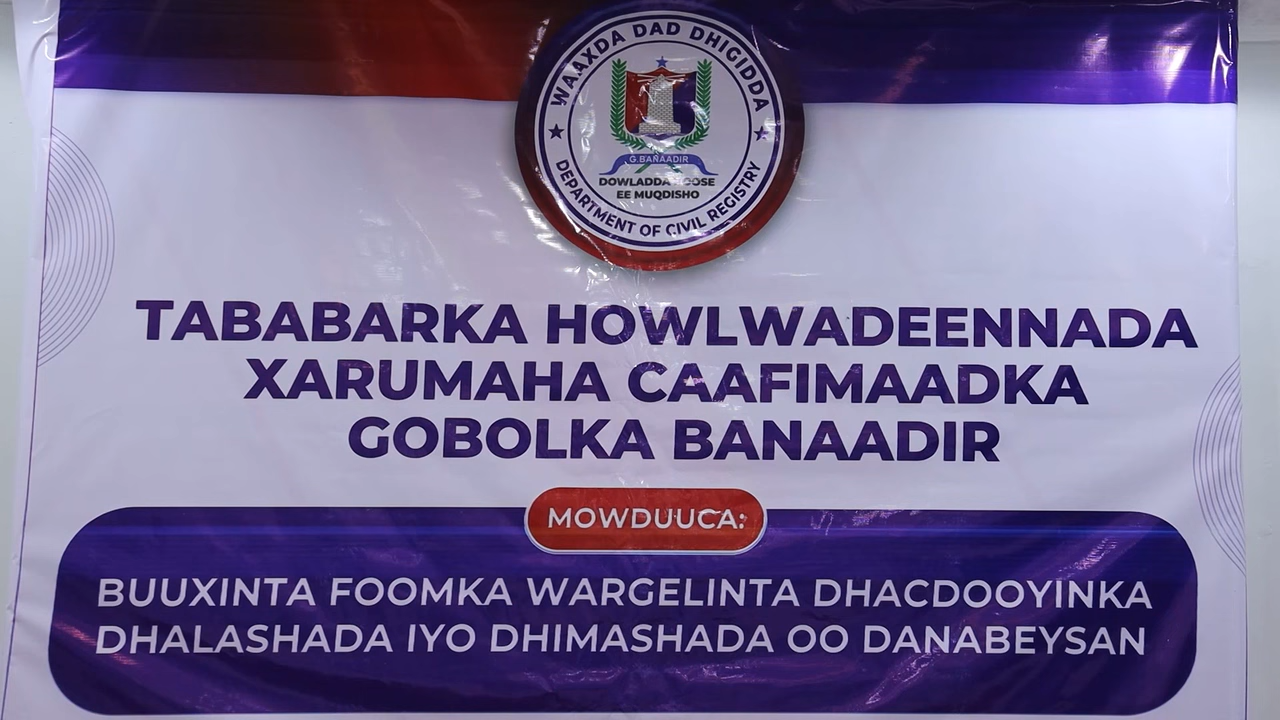 WAAXDA DAD DHIGIDDA
G.BANAADIR
DOWLADDA HOOSE
EE MUQDISHO
DEPARTMENT OF CIVIL REGISTRY
TABABARKA HOWLWADEENNADA
XARUMAHA CAAFIMAADKA
GOBOLKA BANAADIR
MOWDUUCA:
BUUXINTA FOOMKA WARGELINTA DHACDOOYINKA
DHALASHADA IYO DHIMASHADA OO DANABEYSAN